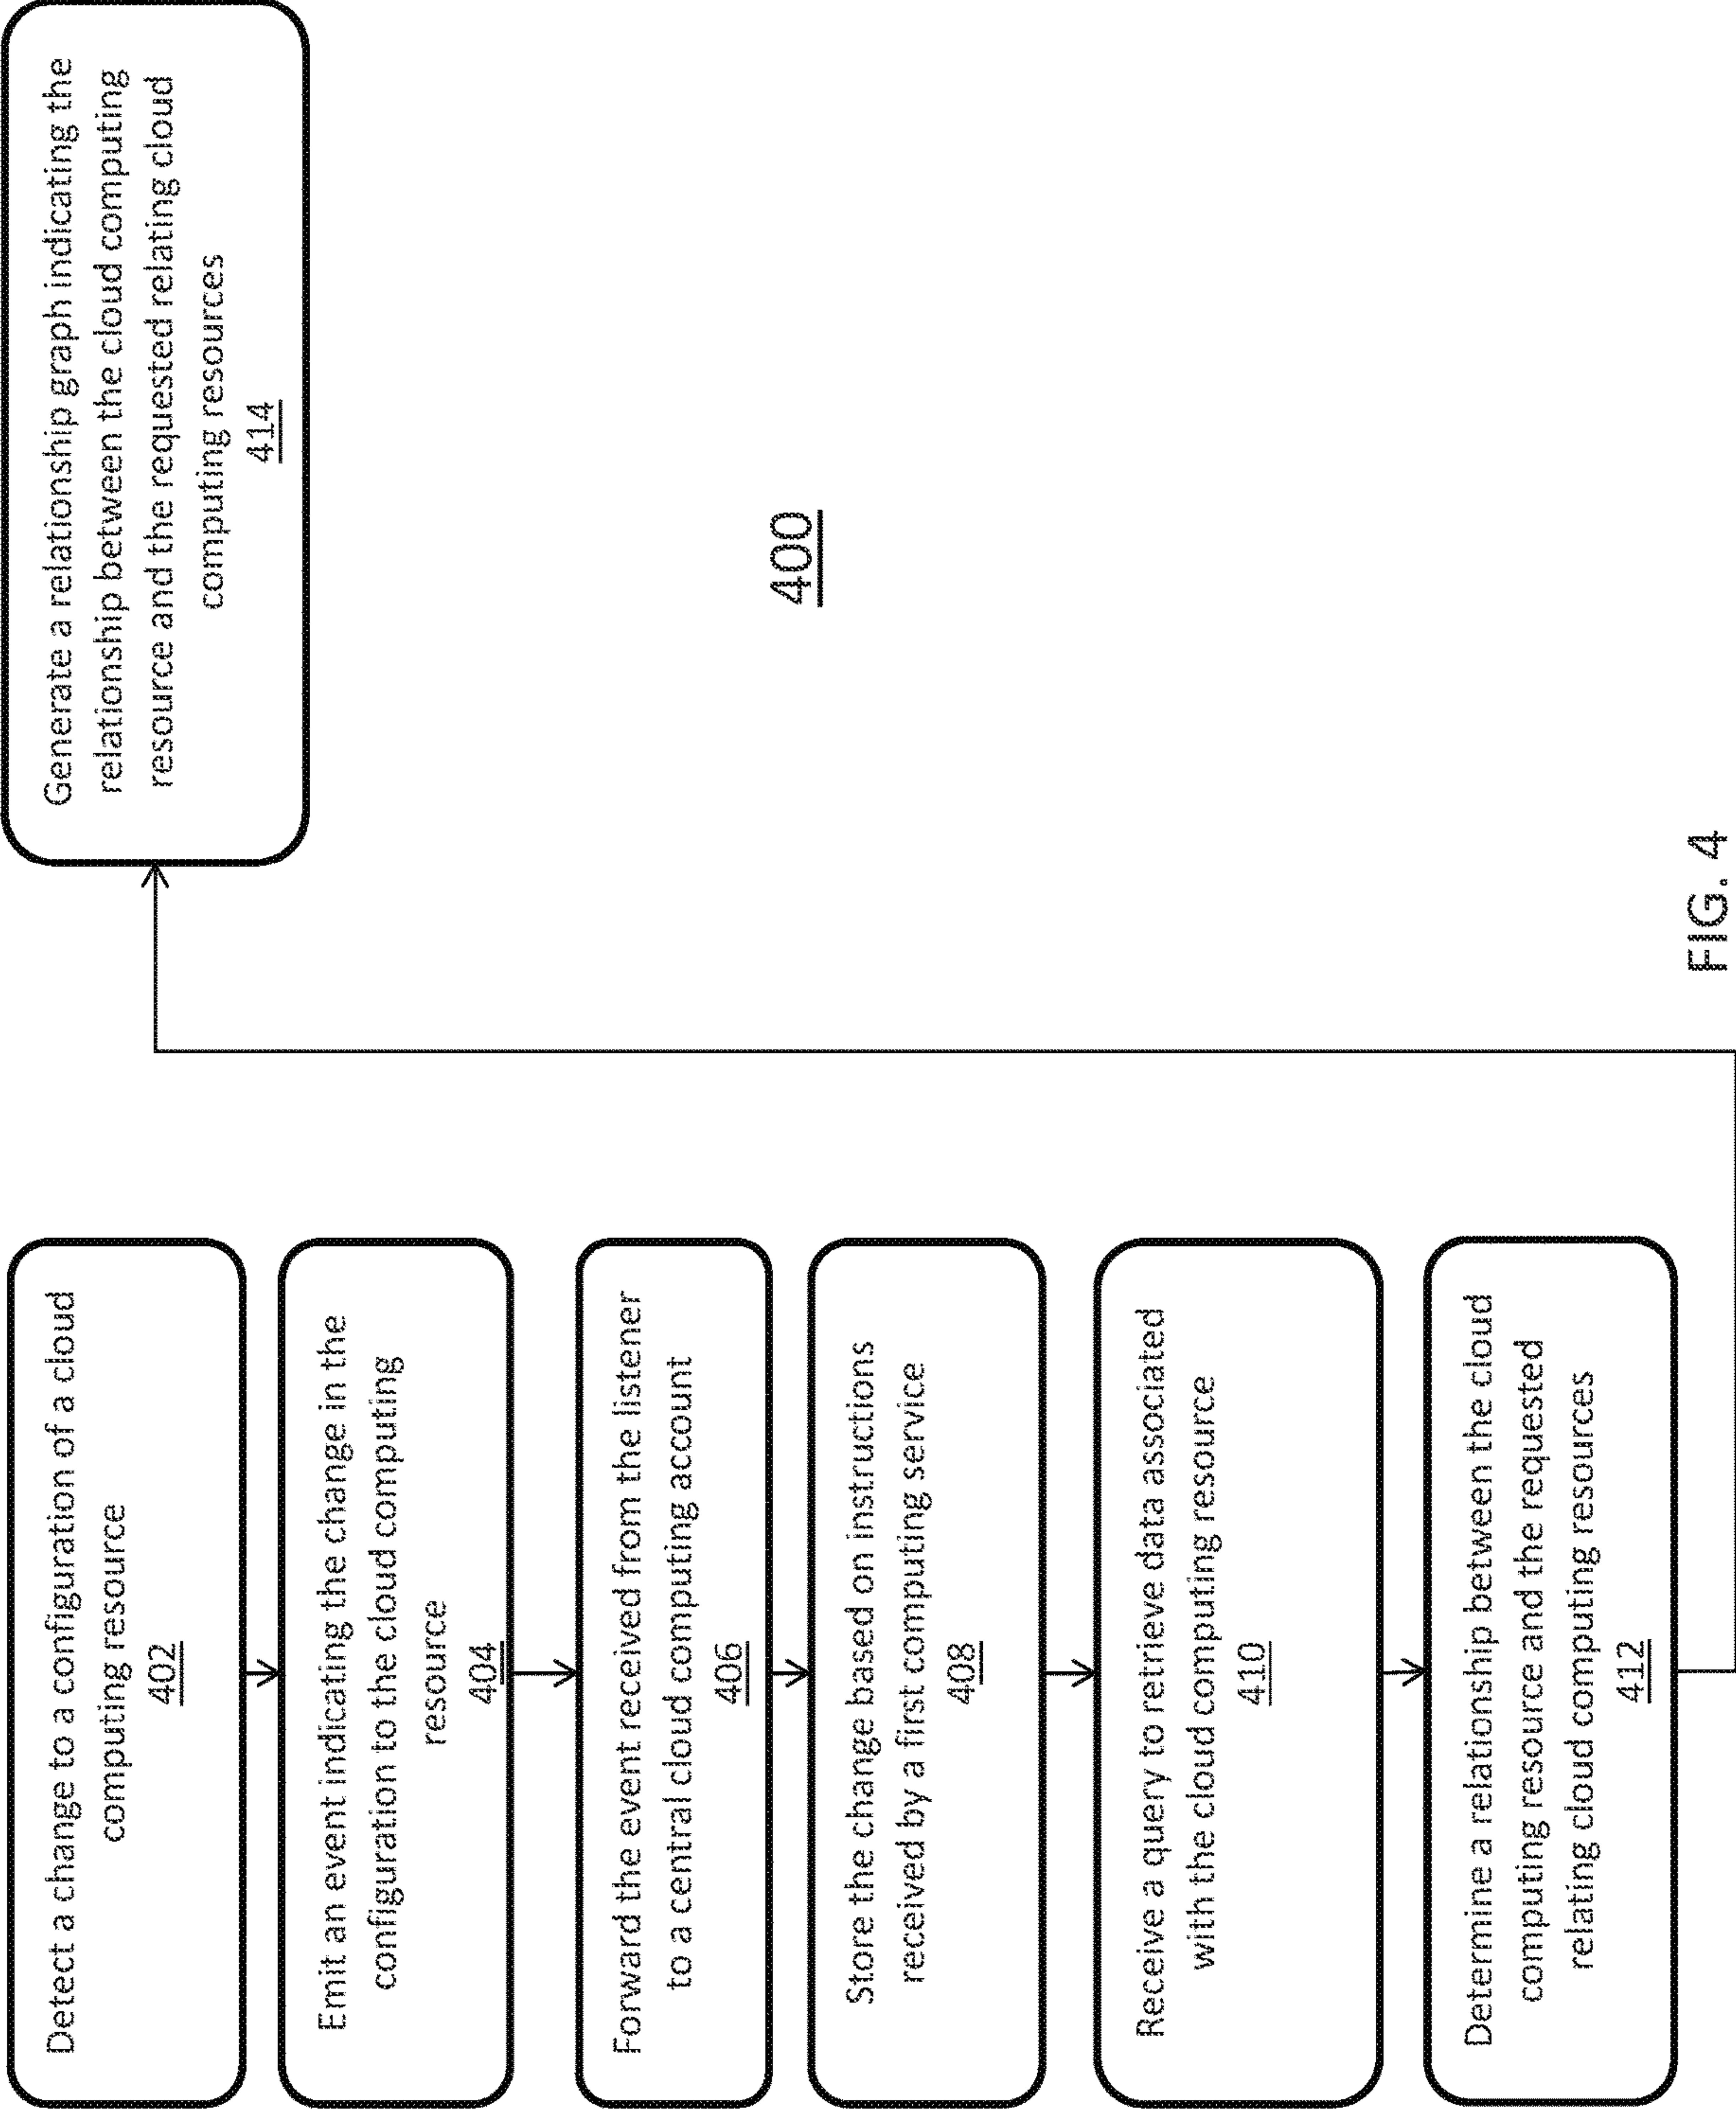 Detect a change to a configuration of a cloud
computing resource
402
Emit an event indicating the change in the
configuration to the cloud computing
resource
404
Forward the event received from the listener
to a central cloud computing account
406
Store the change based on instructions
received by a first computing service
408
Receive a query to retrieve data associated
with the cloud computing resource
410
Determine a relationship between the cloud
computing resource and the requested
relating cloud computing resources
412
Generate a relationship graph indicating the
relationship between the cloud computing
resource and the requested relating cloud
computing resources
414
400
FIG. 4